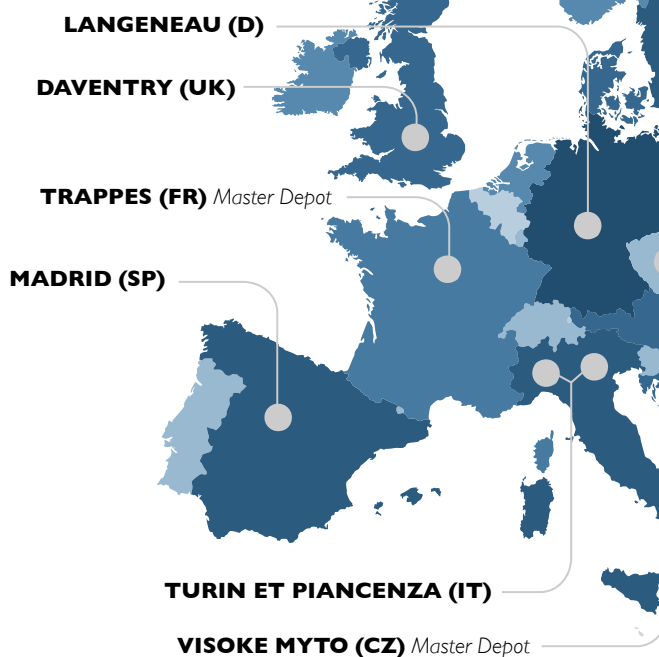 LANGENEAU (D)
DAVENTRY (UK)
TRAPPES (FR) Master Depot
MADRID (SP)
TURIN ET PIANCENZA (IT)
VISOKE MYTO (CZ) Master Depot